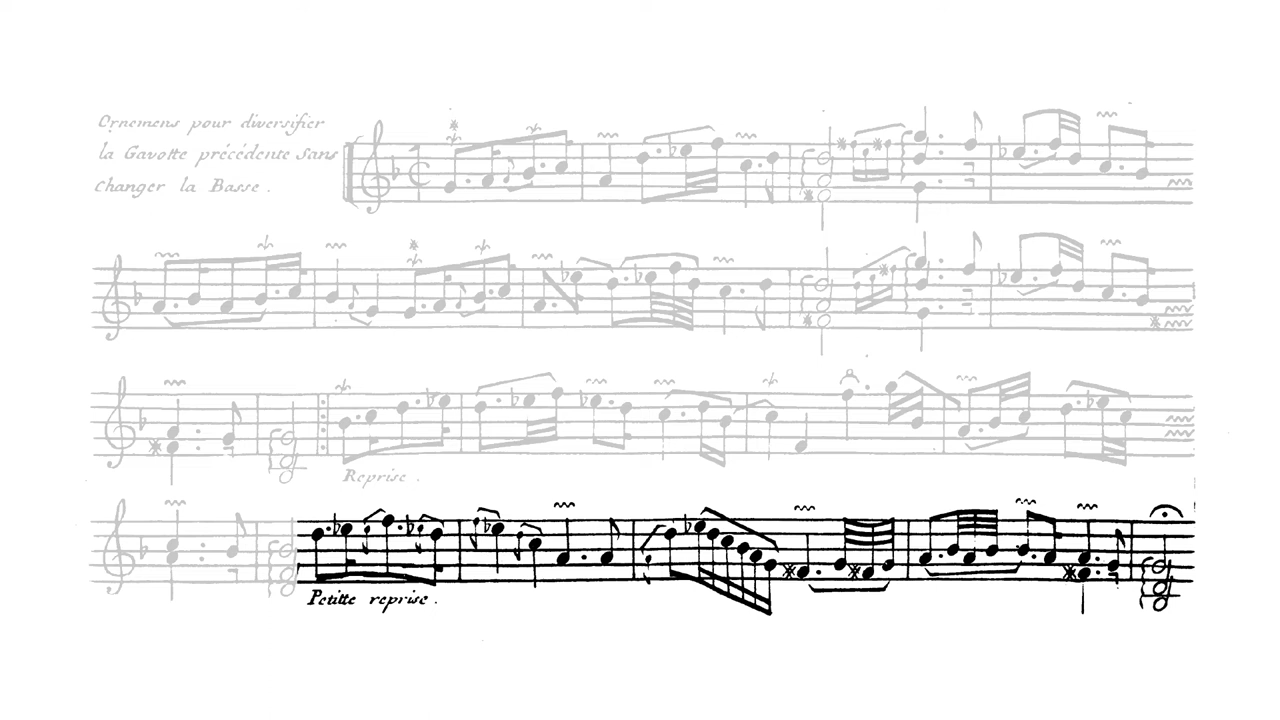 Ornemens pour diversifier
la Gavotte précédente Sans
changer la Basse.
Reprise.
Petitte reprise.